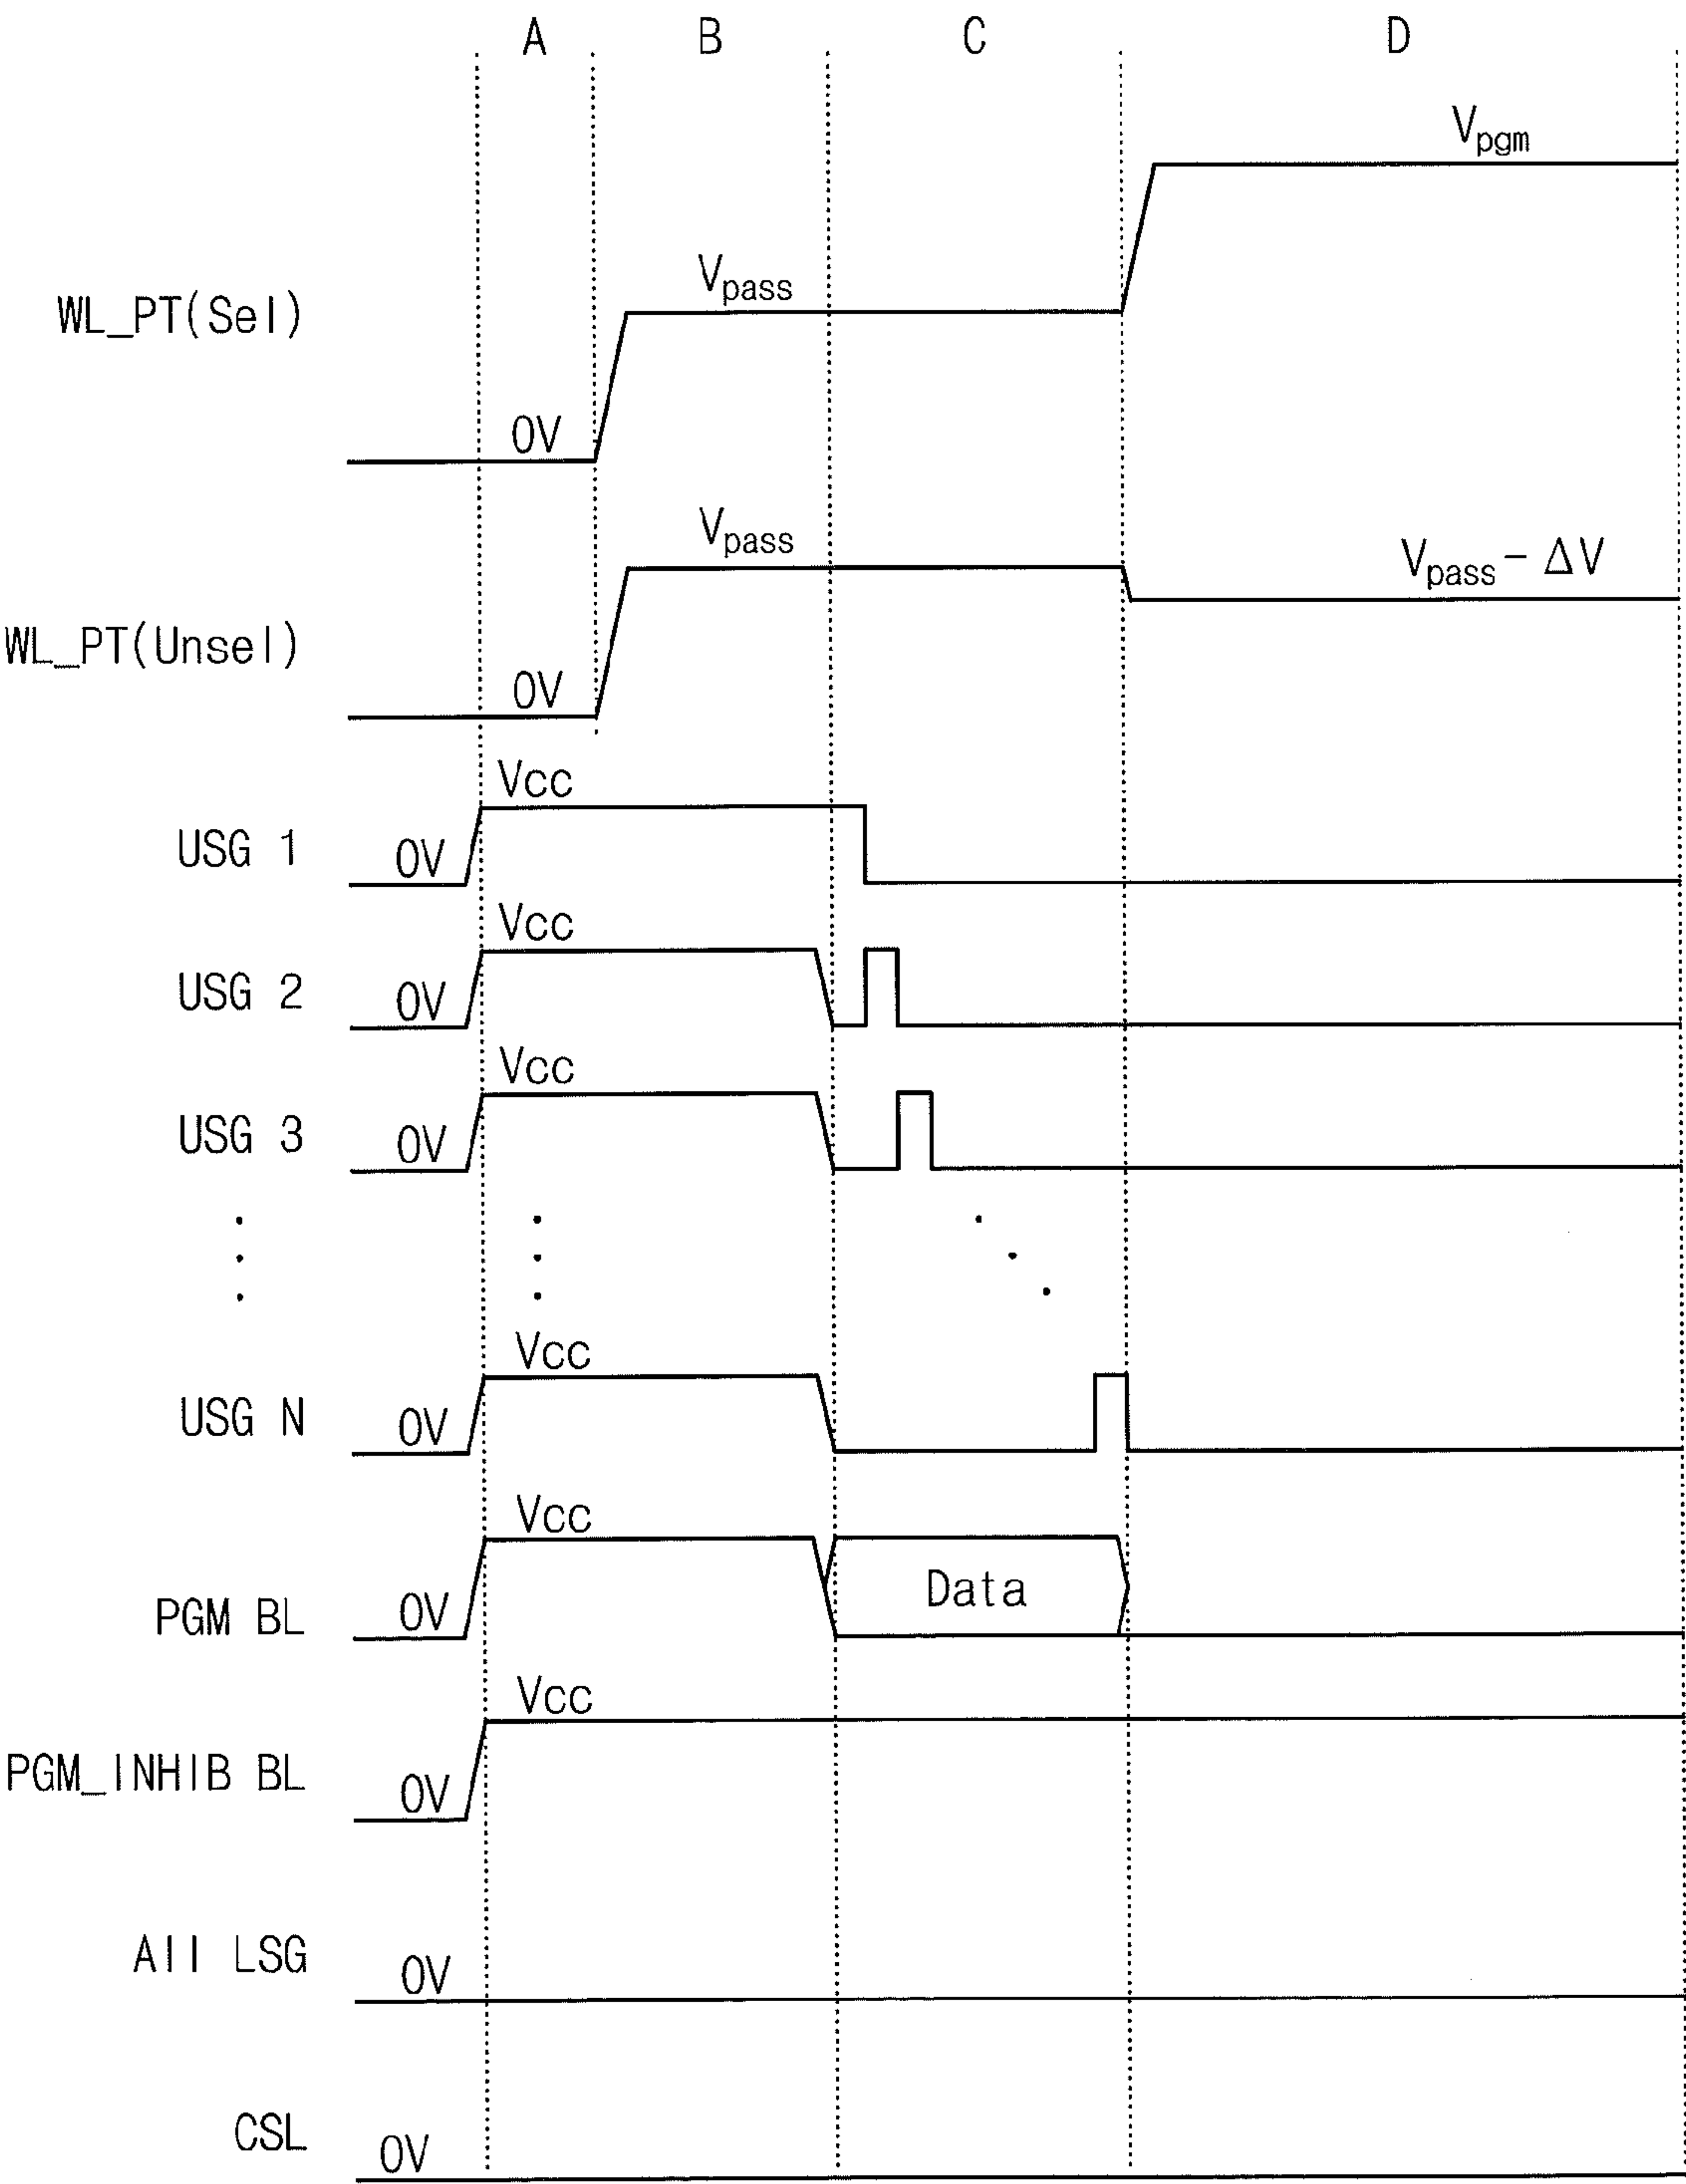 A B C D
Vpgm
Vpass
WL_PT(Sel)
0V
Vpass
Vpass - ΔV
WL_PT(Unsel)
0V
Vcc
USG 1 0V
Vcc
USG 2 0V
Vcc
USG 3 0V
Vcc
USG N 0V
Vcc
Data
PGM BL 0V
Vcc
PGM_INHIB BL 0V
All LSG 0V
CSL 0V